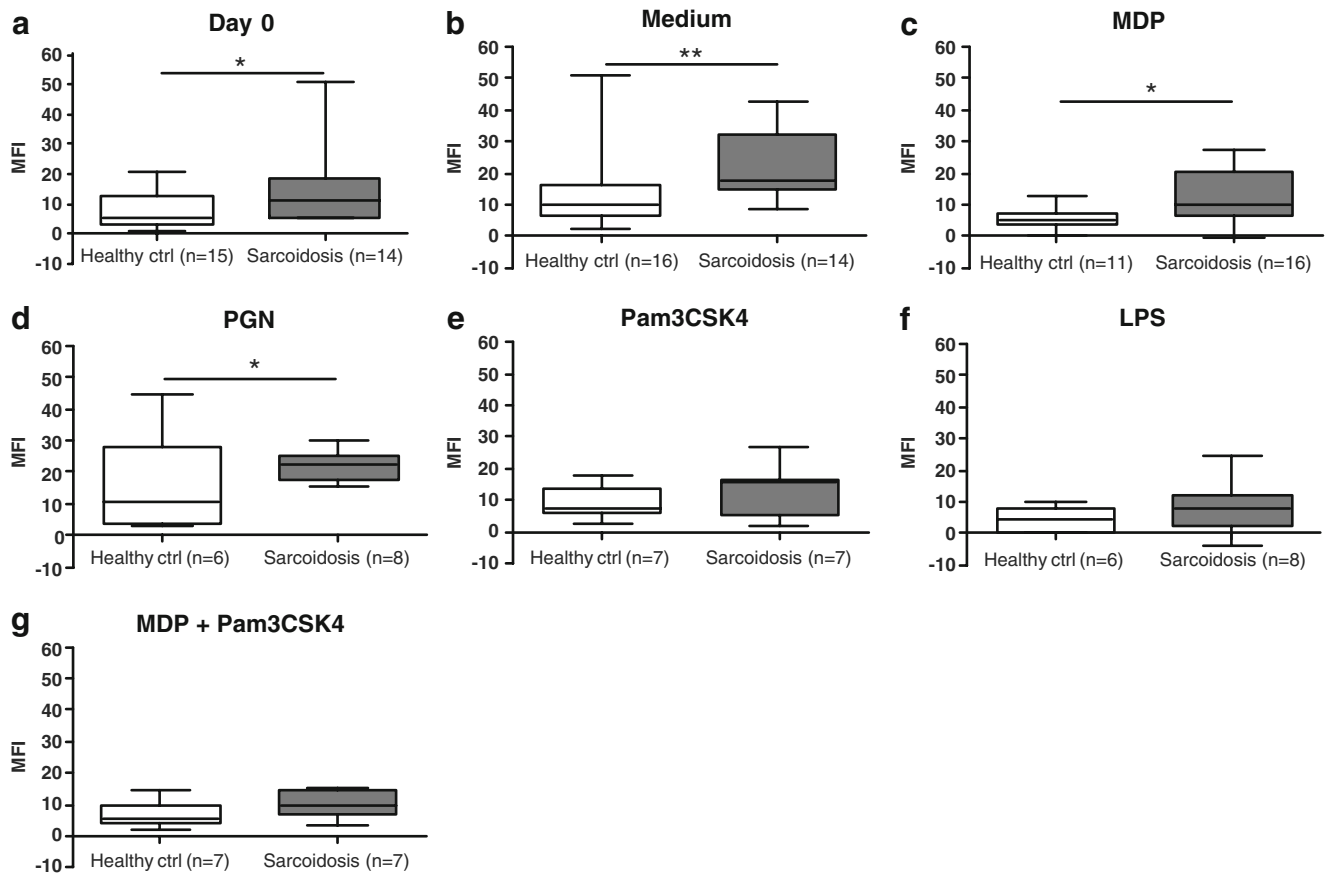 a
Day 0
MFI
60
50
40
30
20
10
0
-10
*
Healthy ctrl (n=15) Sarcoidosis (n=14)
b
Medium
MFI
60
50
40
30
20
10
0
-10
**
Healthy ctrl (n=16) Sarcoidosis (n=14)
c
MDP
MFI
60
50
40
30
20
10
0
-10
*
Healthy ctrl (n=11) Sarcoidosis (n=16)
d
PGN
MFI
60
50
40
30
20
10
0
-10
*
Healthy ctrl (n=6) Sarcoidosis (n=8)
e
Pam3CSK4
MFI
60
50
40
30
20
10
0
-10
Healthy ctrl (n=7) Sarcoidosis (n=7)
f
LPS
MFI
60
50
40
30
20
10
0
-10
Healthy ctrl (n=6) Sarcoidosis (n=8)
g
MDP + Pam3CSK4
MFI
60
50
40
30
20
10
0
-10
Healthy ctrl (n=7) Sarcoidosis (n=7)